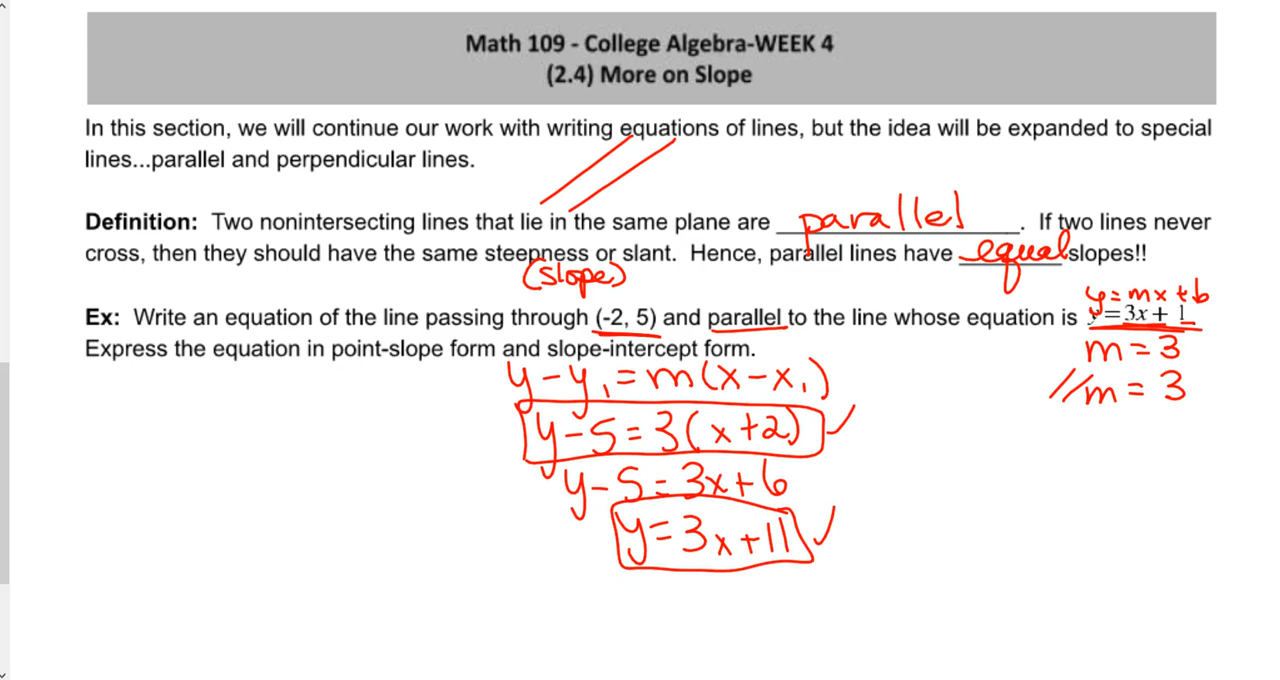 Math 109 - College Algebra-WEEK 4
(2.4) More on Slope
In this section, we will continue our work with writing equations of lines, but the idea will be expanded to special
lines...parallel and perpendicular lines.
Definition: Two nonintersecting lines that lie in the same plane are parallel. If two lines never
cross, then they should have the same steepness or slant. Hence, parallel lines have equal slopes!!
(slope)
y = mx + b
Ex: Write an equation of the line passing through (-2, 5) and parallel to the line whose equation is y = 3x + 1
Express the equation in point-slope form and slope-intercept form.
m = 3
y - y₁ = m(x - x₁)
// m = 3
y - 5 = 3(x + 2) ✓
y - 5 = 3x + 6
y = 3x + 11 ✓